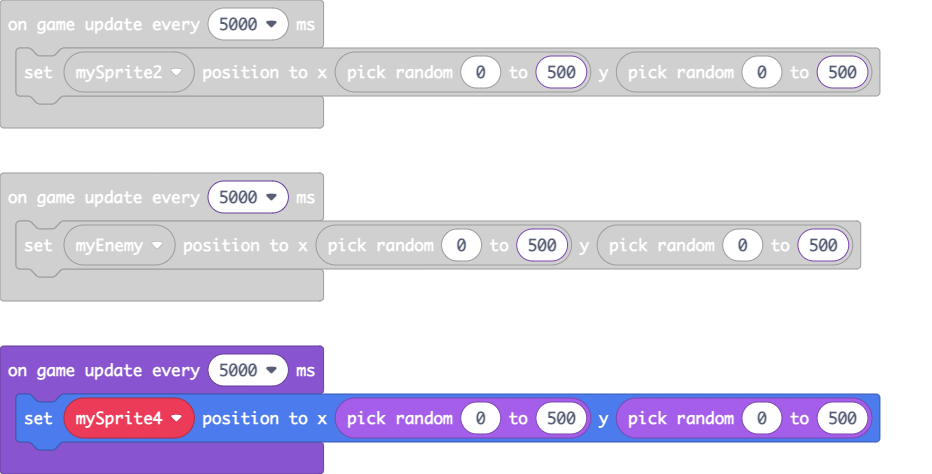 on game update every 5000 ms
set mySprite2 position to x pick random 0 to 500 y pick random 0 to 500
on game update every 5000 ms
set myEnemy position to x pick random 0 to 500 y pick random 0 to 500
on game update every 5000 ms
set mySprite4 position to x pick random 0 to 500 y pick random 0 to 500